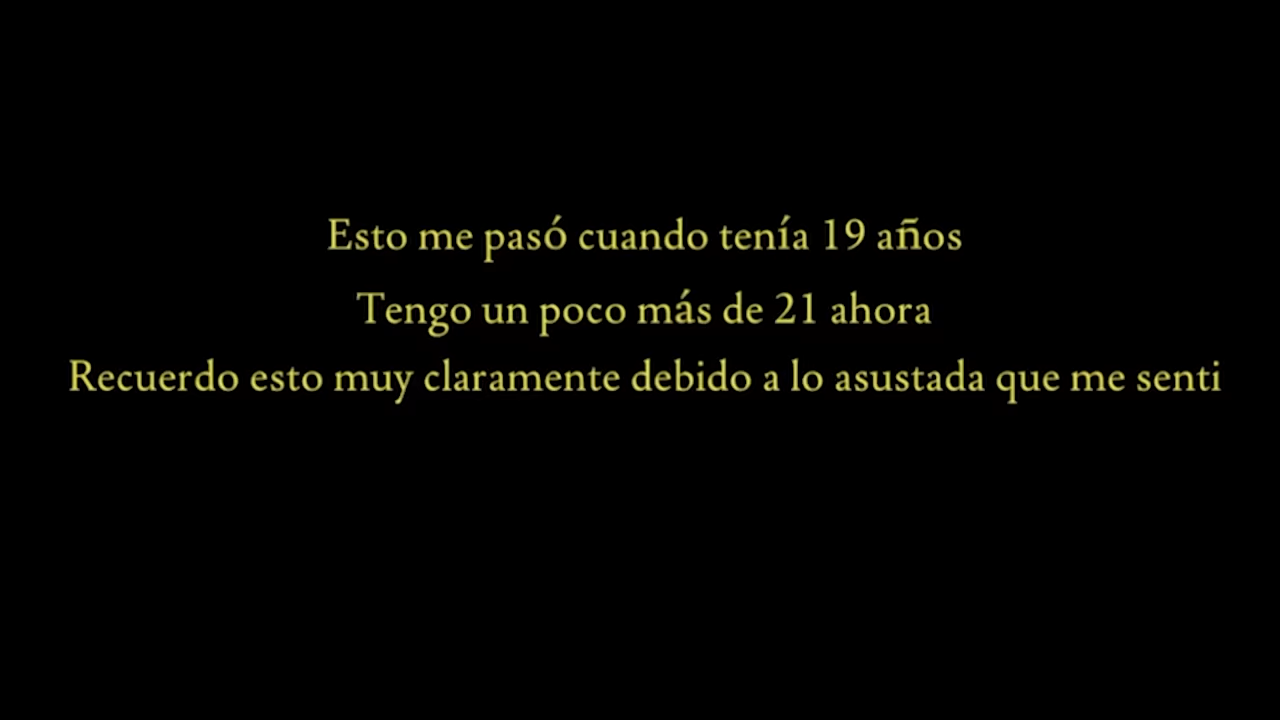 Esto me pasó cuando tenía 19 años
Tengo un poco más de 21 ahora
Recuerdo esto muy claramente debido a lo asustada que me senti